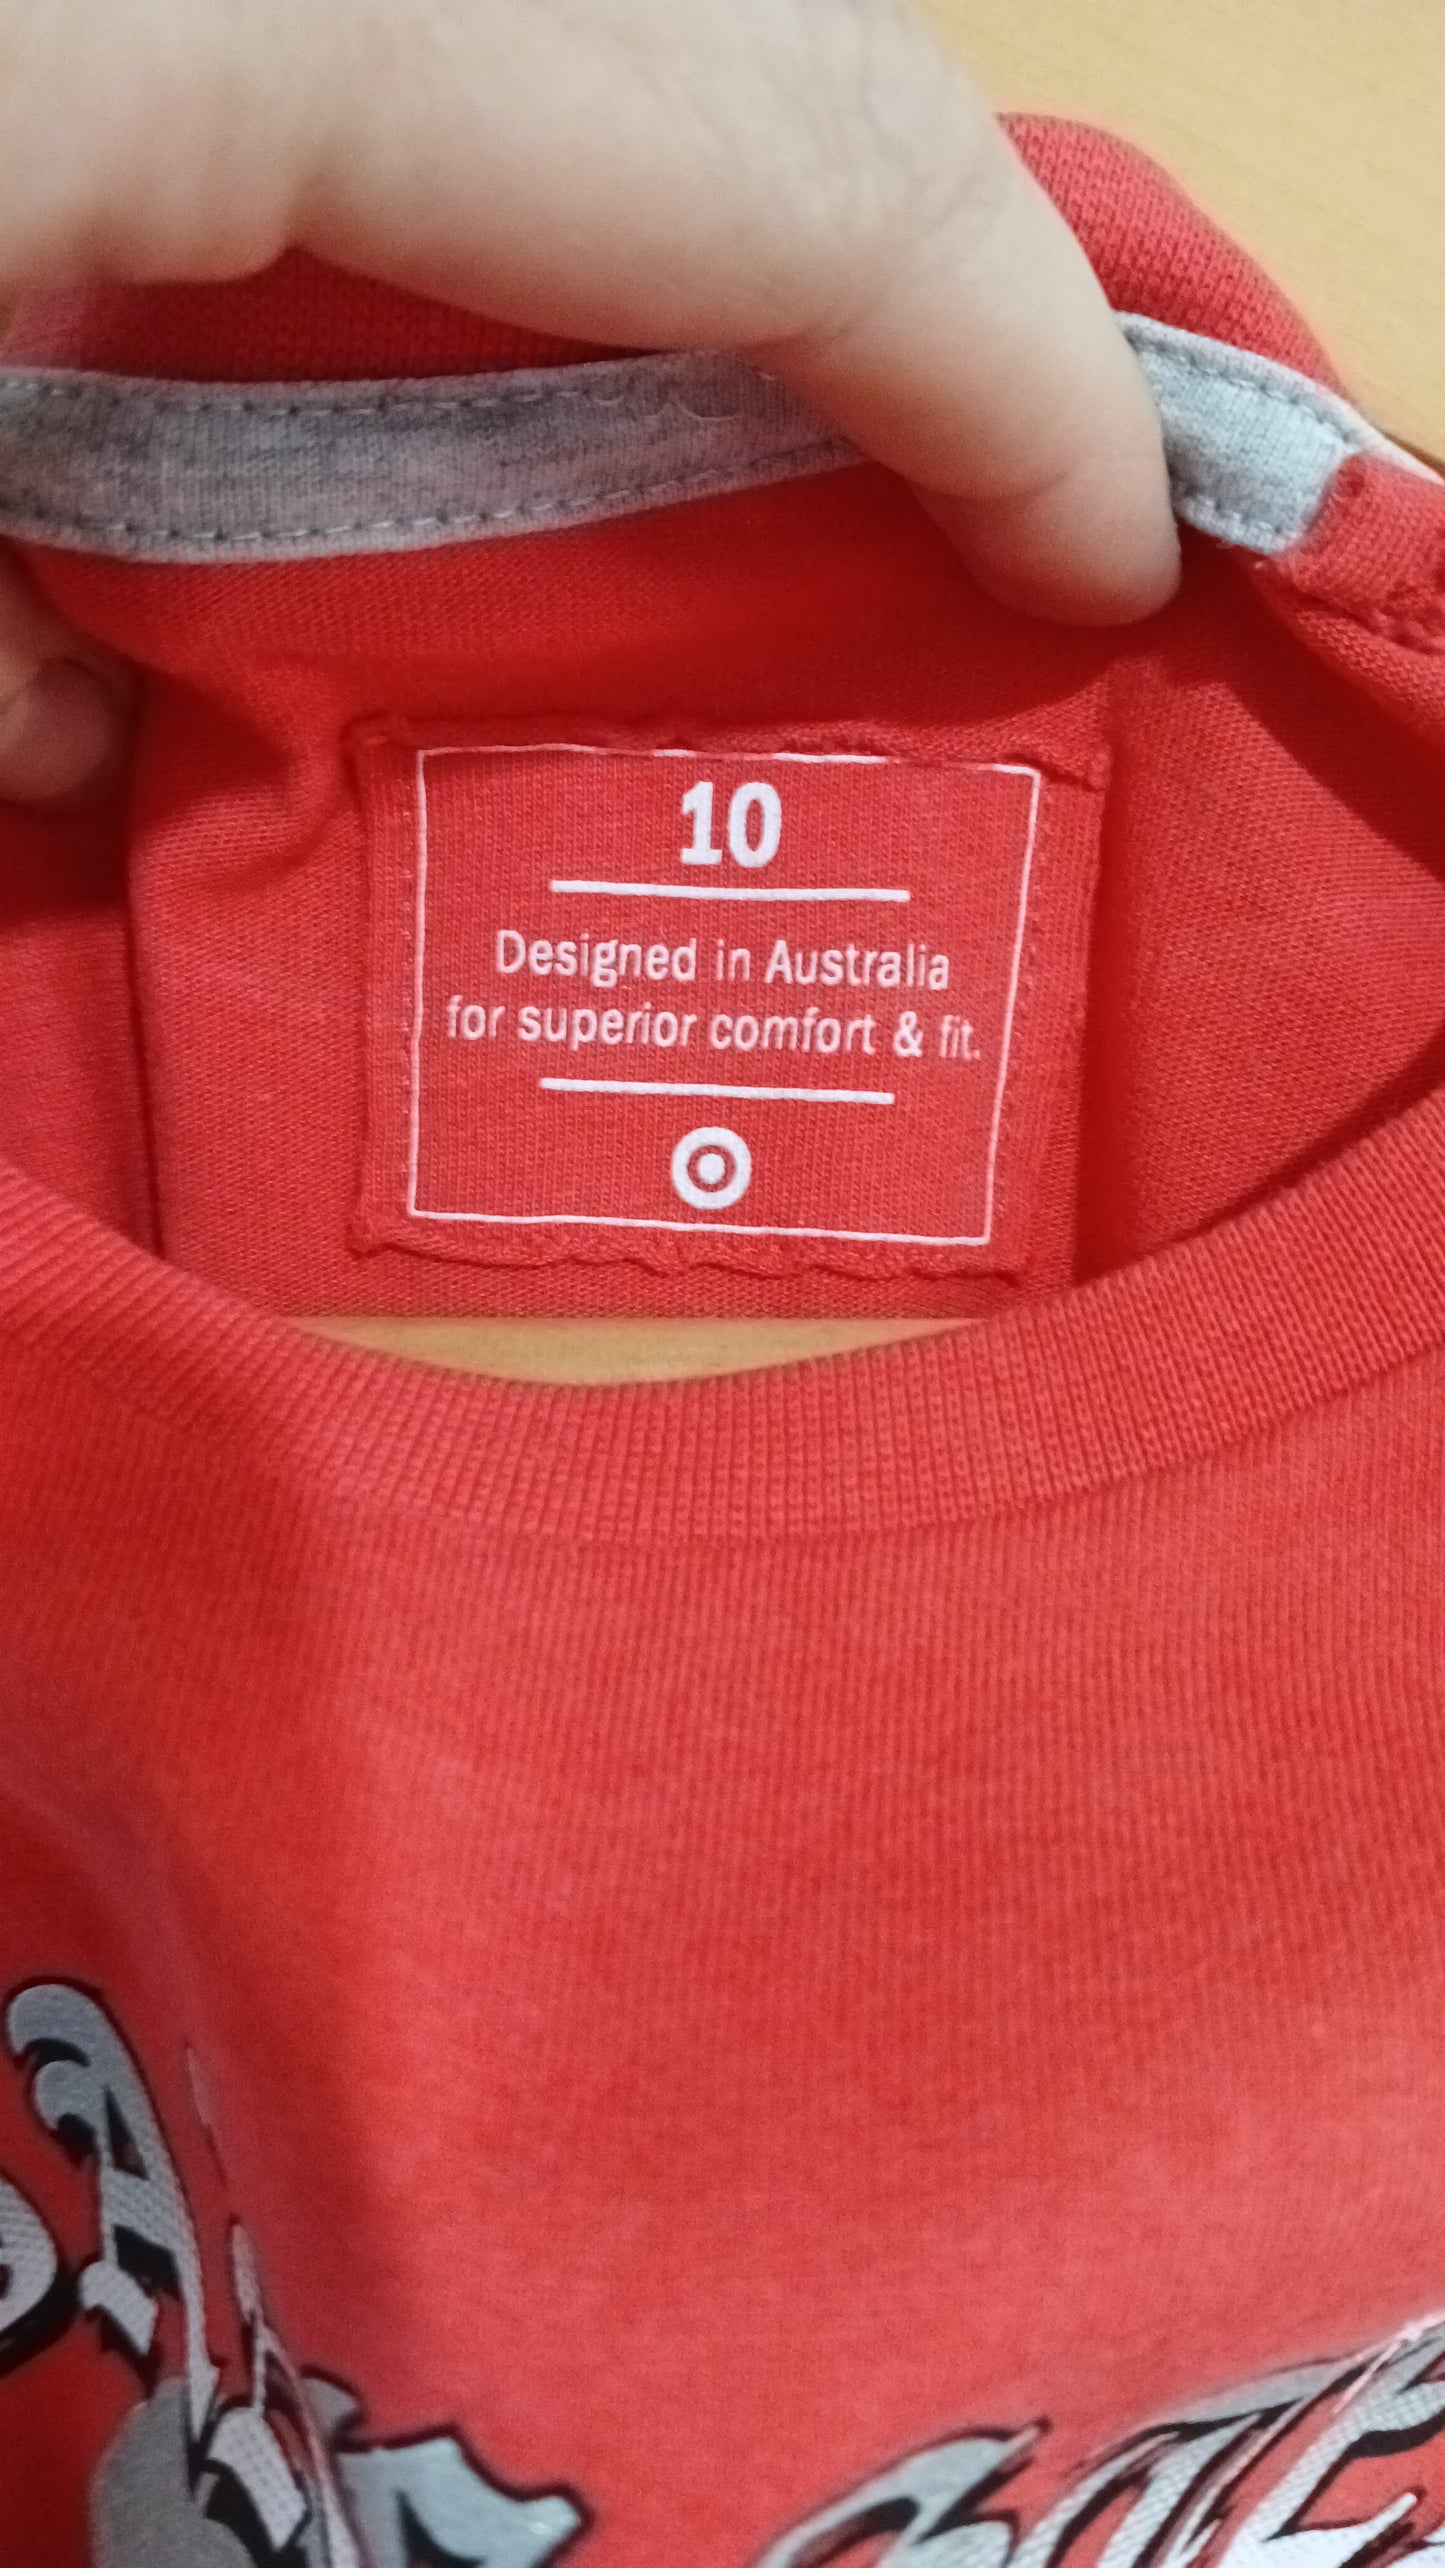 10
Designed in Australia
for superior comfort & fit.